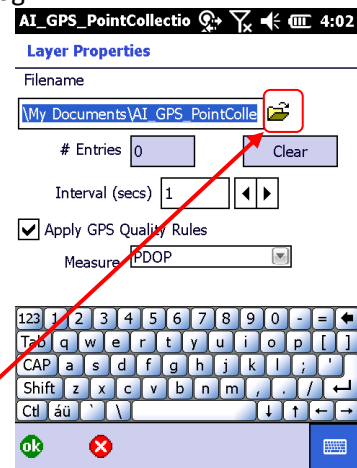 AI_GPS_PointCollectio 4:02
Layer Properties
Filename
\My Documents\AI_GPS_PointColle
# Entries 0 Clear
Interval (secs) 1
Apply GPS Quality Rules
Measure PDOP
123 1 2 3 4 5 6 7 8 9 0 - =
Tab q w e r t y u i o p [ ]
CAP a s d f g h j k l ; '
Shift z x c v b n m , . /
Ctl áü ` \
ok